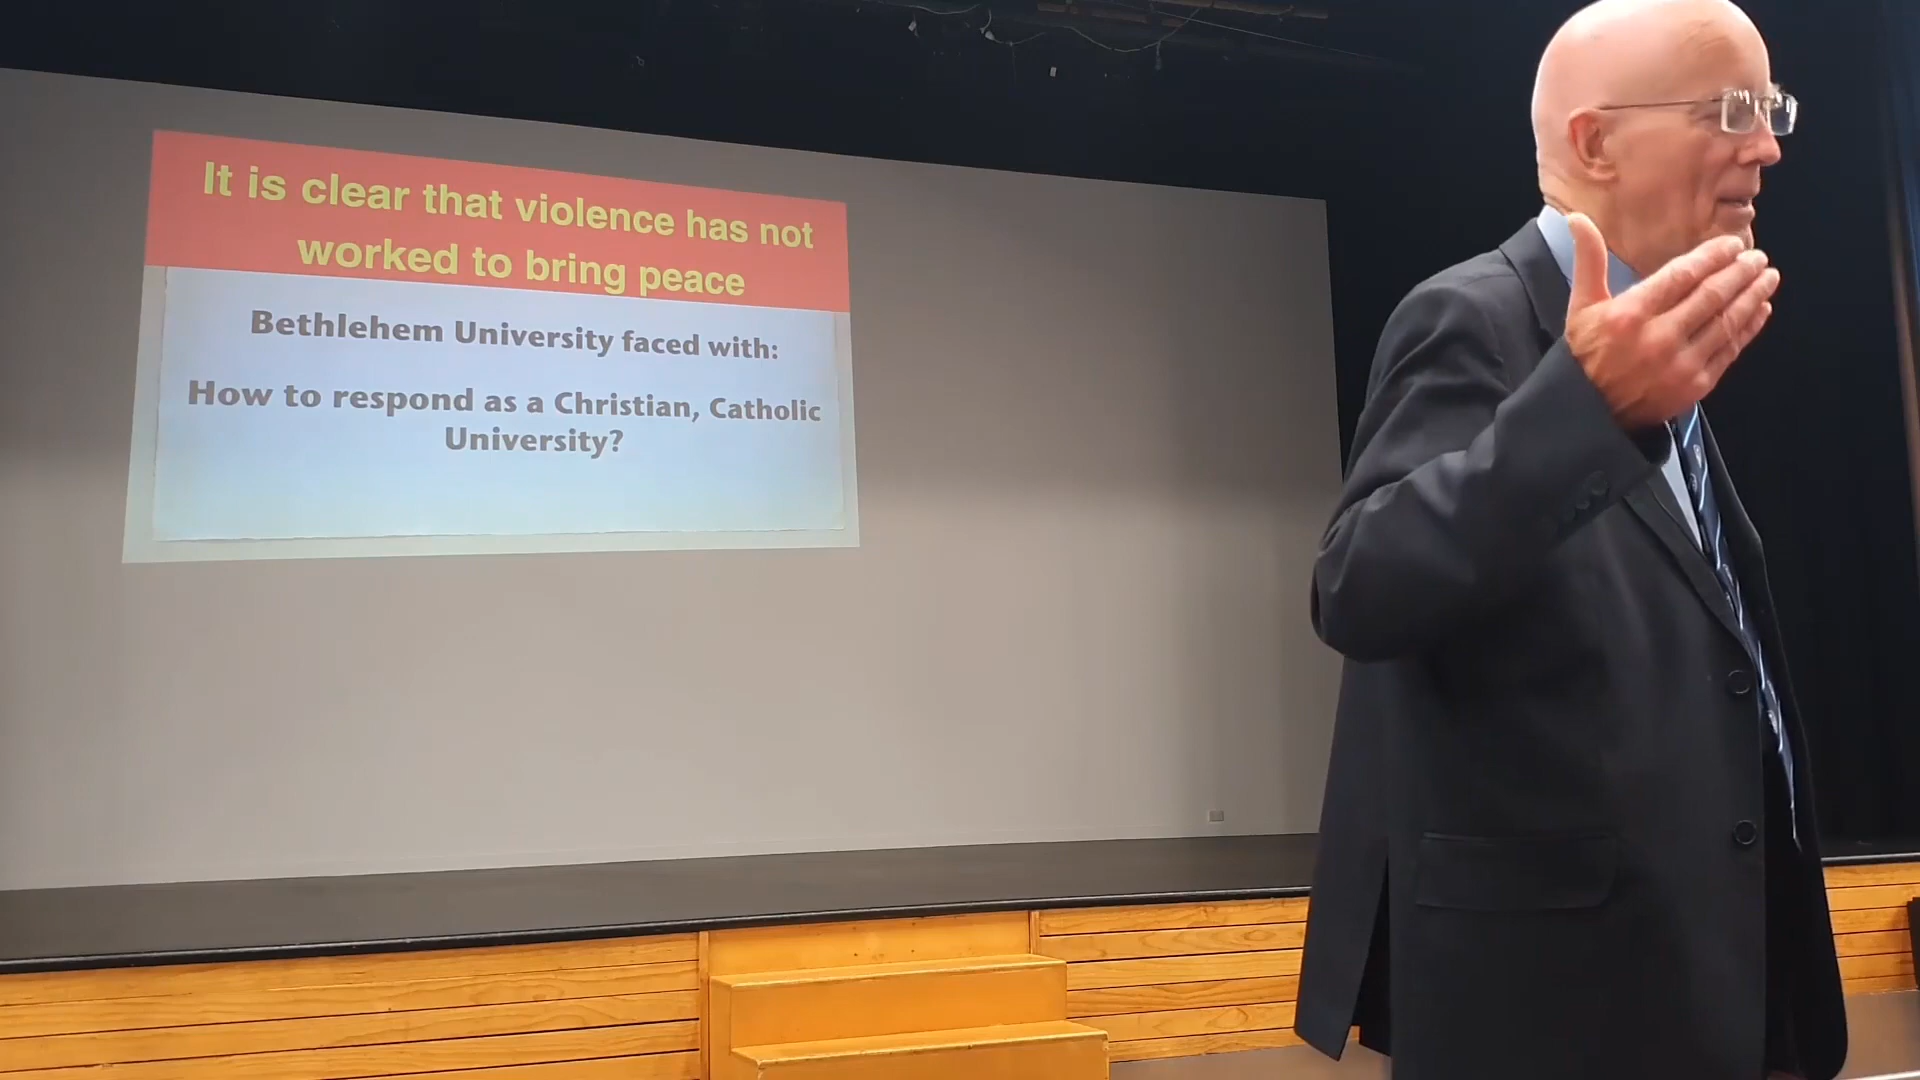 It is clear that violence has not
worked to bring peace
Bethlehem University faced with:
How to respond as a Christian, Catholic
University?